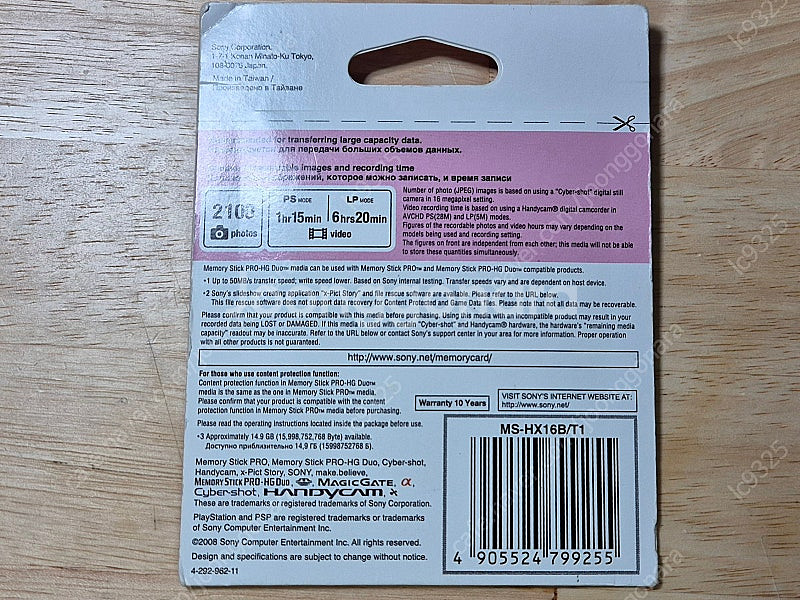 Sony Corporation.
1-7-1 Konan Minato-Ku Tokyo,
108-0075 Japan.
Made in Taiwan /
Произведено в Тайване
for transferring large capacity data.
для передачи больших объемов данных.
images and recording time
которое можно записать, и время записи
2100
photos
PS MODE
LP MODE
1hr15min
6hrs20min
video
Number of photo (JPEG) images is based on using a "Cyber-shot" digital still
camera in 16 megapixel setting.
Video recording time is based on using a Handycam® digital camcorder in
AVCHD PS(28M) and LP(5M) modes.
Figures of the recordable photos and video hours may vary depending on the
models being used and recording setting.
The figures on front are independent from each other; this media will not be able
to store these quantities simultaneously.
Memory Stick PRO-HG Duo™ media can be used with Memory Stick PRO™ and Memory Stick PRO-HG Duo™ compatible products.
*1 Up to 50MB/s transfer speed; write speed lower. Based on Sony internal testing. Transfer speeds vary and are dependent on host device.
*2 Sony's slideshow creating application "x-Pict Story" and file rescue software are available. Please refer to the URL below.
This file rescue software does not support data recovery for Content Protected and Game Data files. Please note that not all data may be recoverable.
Please confirm that your product is compatible with this media before purchasing. Using this media with an incompatible product may result in your
recorded data being LOST or DAMAGED. If this media is used with certain "Cyber-shot" and Handycam® hardware, the hardware's "remaining media
capacity" readout may be inaccurate. Refer to the URL below or contact Sony's support center in your area for more information. Proper operation
with all other products is not guaranteed.
http://www.sony.net/memorycard/
For those who use content protection function:
Content protection function in Memory Stick PRO-HG Duo™
media is the same as the one in Memory Stick PRO™ media.
Please confirm that your product is compatible with the content
protection function in Memory Stick PRO™ media before purchasing.
Warranty 10 Years
VISIT SONY'S INTERNET WEBSITE AT:
http://www.sony.net/
Please read the operating instructions located inside the package before use.
*3 Approximately 14.9 GB (15,998,752,768 Byte) available.
Доступно приблизительно 14,9 ГБ (15998752768 Б).
Memory Stick PRO, Memory Stick PRO-HG Duo, Cyber-shot,
Handycam, x-Pict Story, SONY, make.believe,
MEMORY STICK PRO-HG DUO, MAGICGATE, α,
Cyber-shot, HANDYCAM,
These are trademarks or registered trademarks of Sony Corporation.
PlayStation and PSP are registered trademarks or trademarks
of Sony Computer Entertainment Inc.
©2008 Sony Computer Entertainment Inc. All rights reserved.
Design and specifications are subject to change without notice.
4-292-962-11
MS-HX16B/T1
4 905524 799255